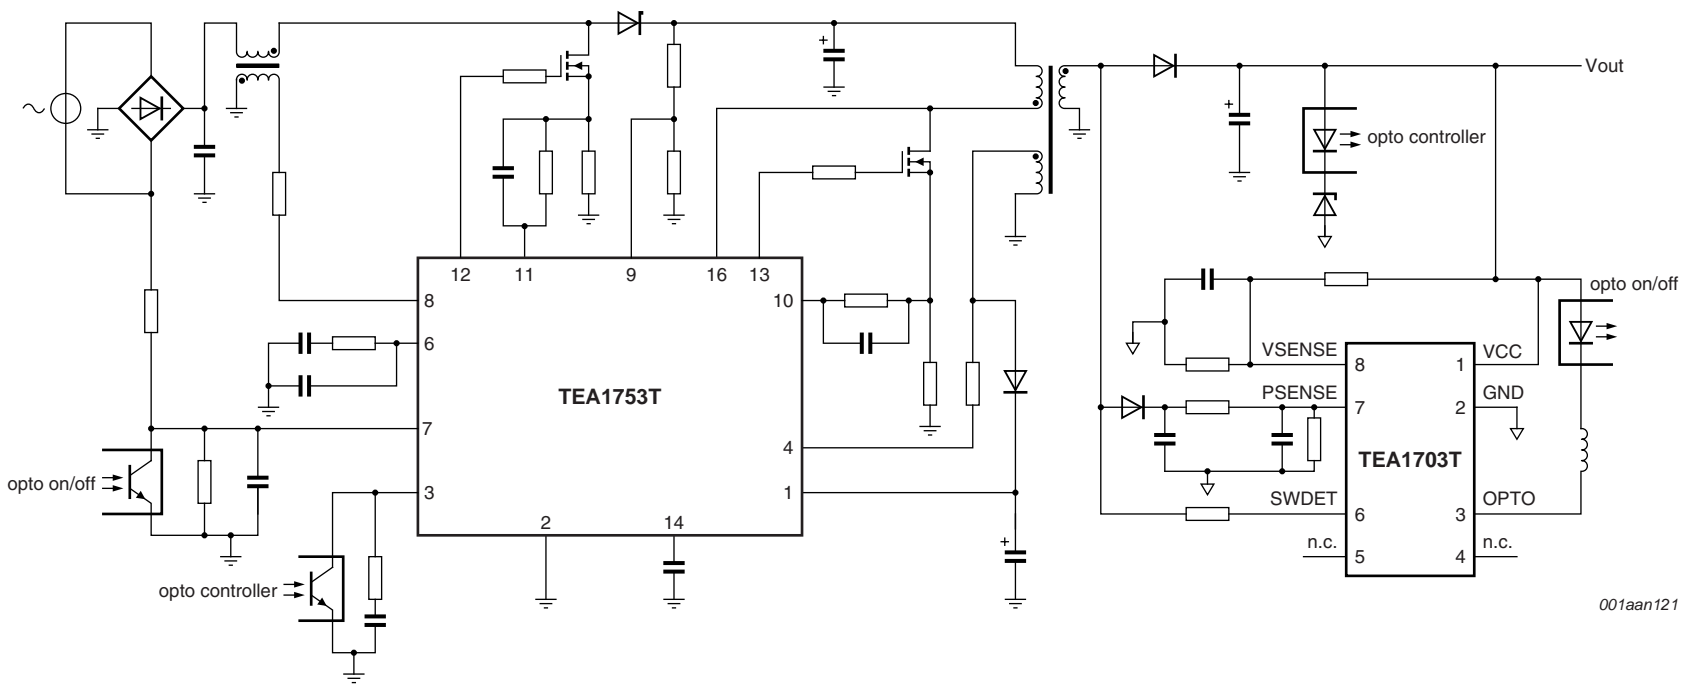 Vout
opto controller
12
11
9
16
13
8
10
6
TEA1753T
7
4
opto on/off
3
1
2
14
opto controller
opto on/off
VSENSE
VCC
8
1
PSENSE
GND
7
2
TEA1703T
SWDET
OPTO
6
3
n.c.
n.c.
5
4
001aan121